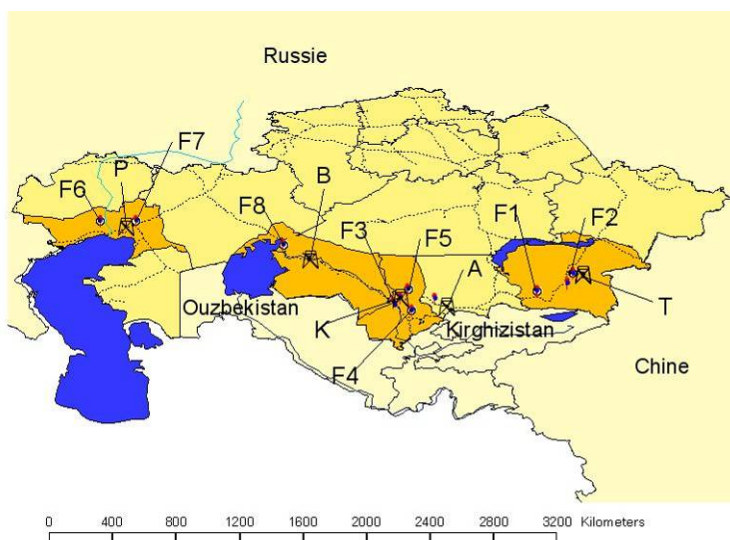 Russie
F7
P
F6
B
F8
F3
F5
F1
F2
A
Ouzbekistan
T
K
Kirghizistan
F4
Chine
0 400 800 1200 1600 2000 2400 2800 3200 Kilometers